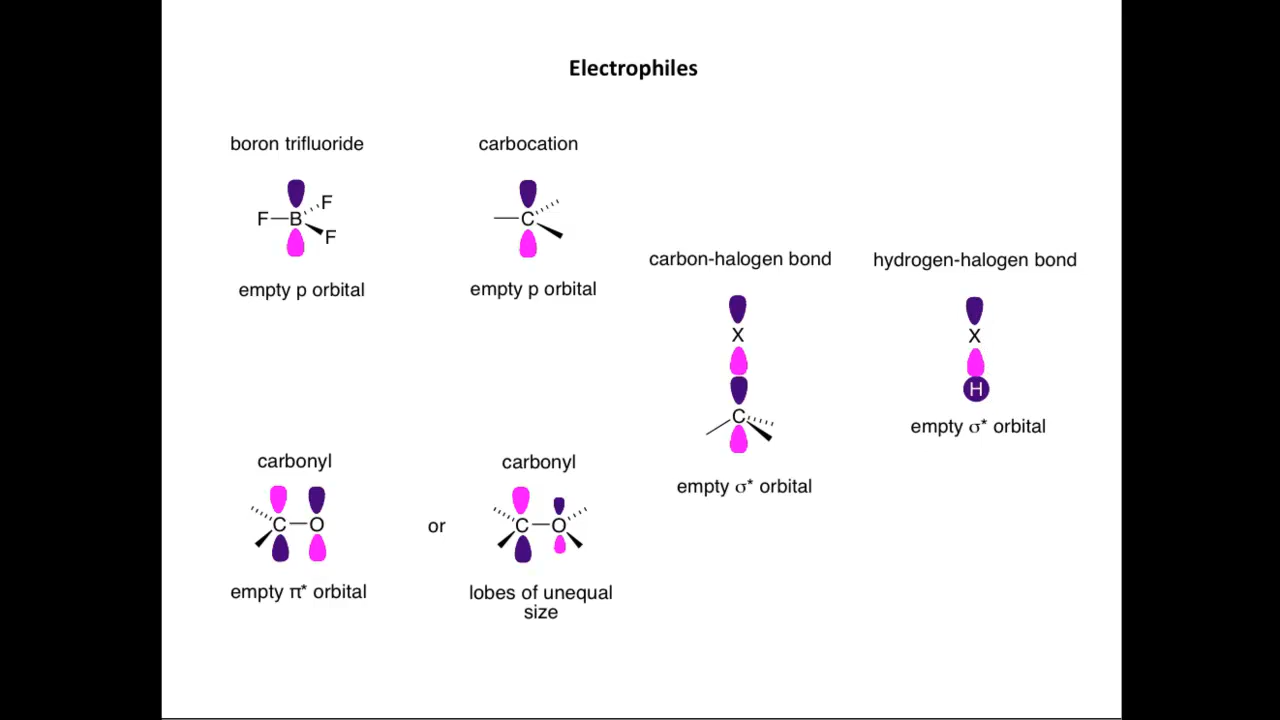 Electrophiles
boron trifluoride
F B F
F
empty p orbital
carbocation
C
empty p orbital
carbon-halogen bond
X
C
empty σ* orbital
hydrogen-halogen bond
X
H
empty σ* orbital
carbonyl
C O
empty π* orbital
or
carbonyl
C O
lobes of unequal
size